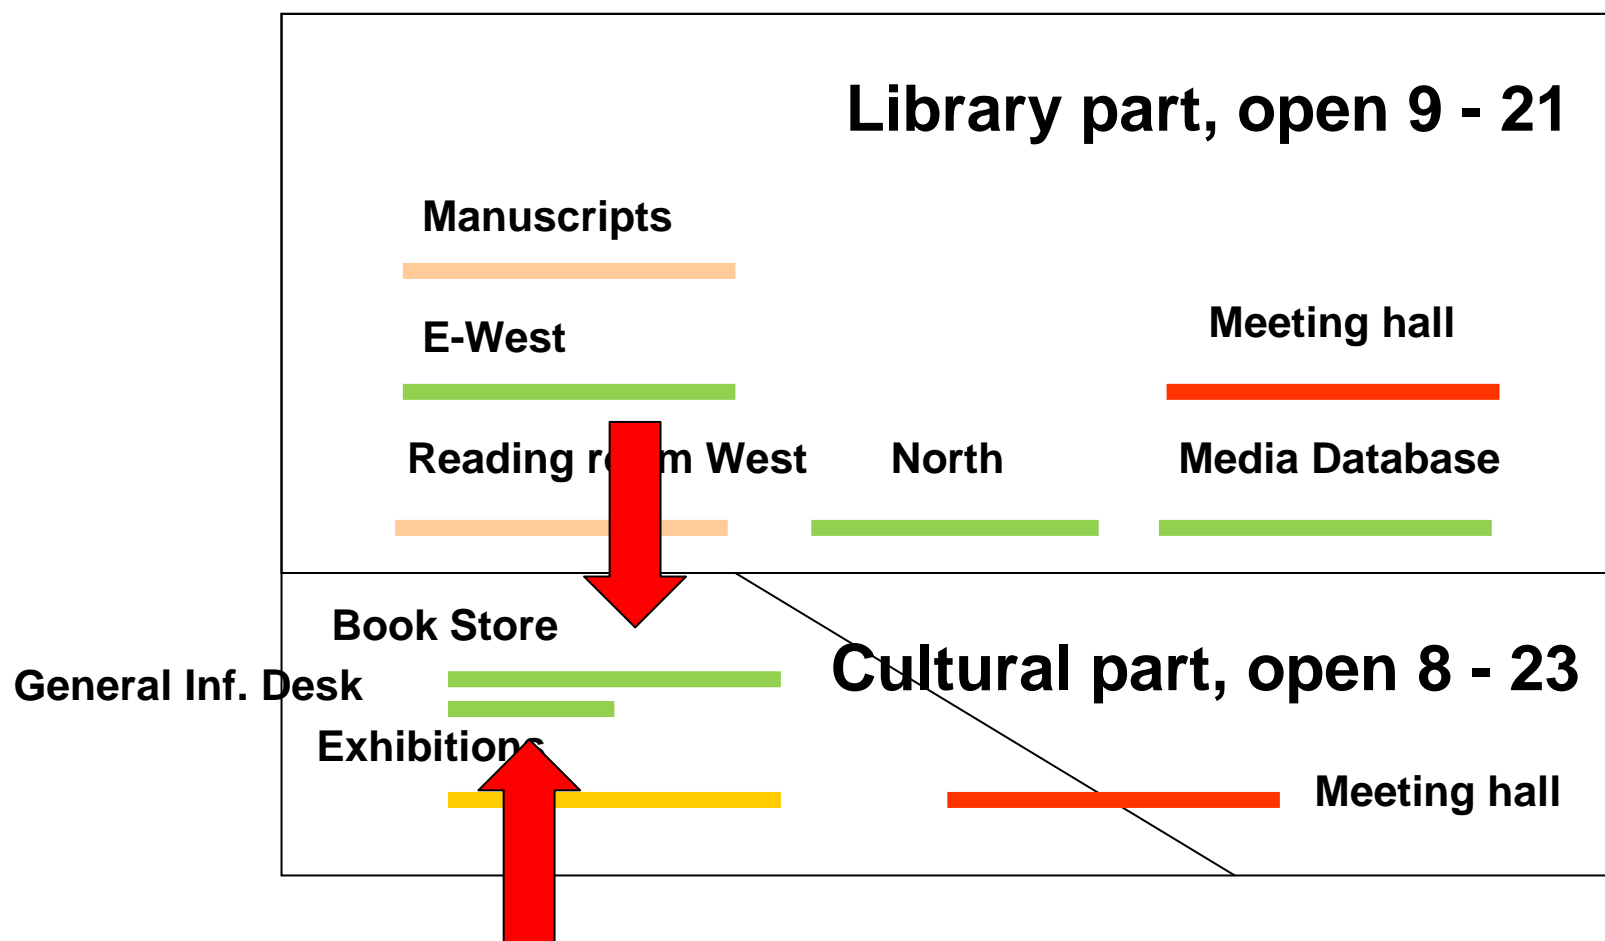 Library part, open 9 - 21
Manuscripts
Meeting hall
E-West
Reading room West
North
Media Database
Book Store
Cultural part, open 8 - 23
General Inf. Desk
Exhibitions
Meeting hall